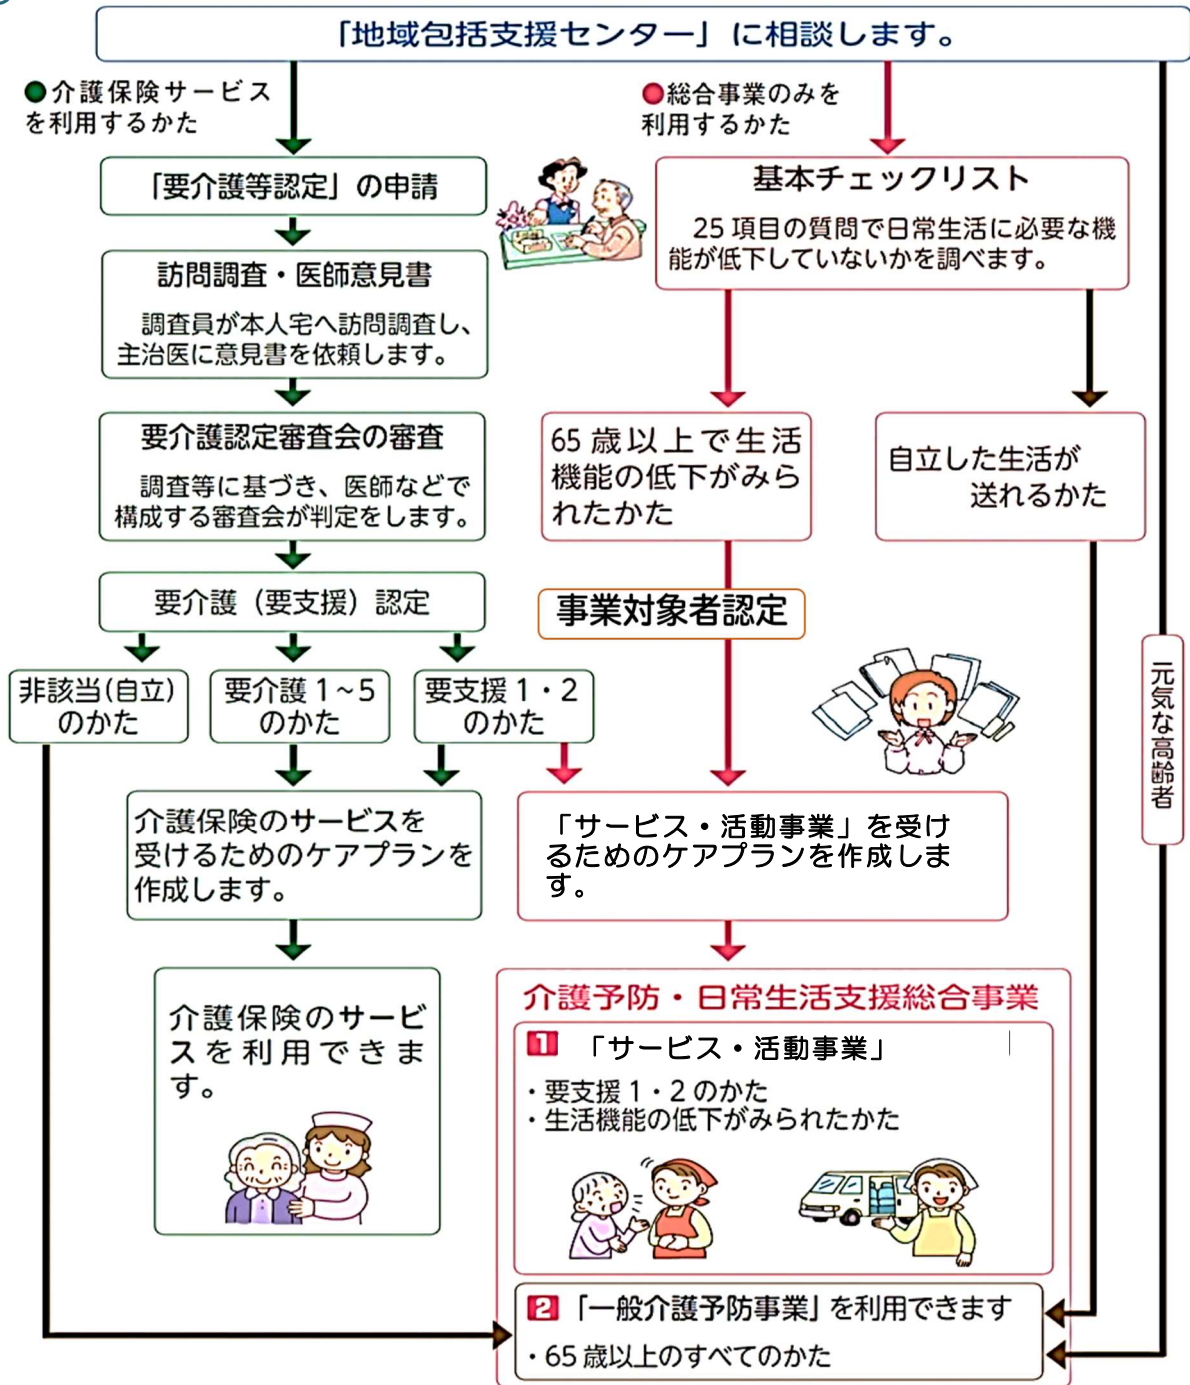 「地域包括支援センター」に相談します。
●介護保険サービス
を利用するかた
●総合事業のみを
利用するかた
「要介護等認定」の申請
基本チェックリスト
25項目の質問で日常生活に必要な機
能が低下していないかを調べます。
訪問調査・医師意見書
調査員が本人宅へ訪問調査し、
主治医に意見書を依頼します。
要介護認定審査会の審査
調査等に基づき、医師などで
構成する審査会が判定をします。
65歳以上で生活
機能の低下がみら
れたかた
自立した生活が
送れるかた
要介護（要支援）認定
事業対象者認定
非該当(自立)
のかた
要介護1~5
のかた
要支援1・2
のかた
元気な高齢者
介護保険のサービスを
受けるためのケアプランを
作成します。
「サービス・活動事業」を受け
るためのケアプランを作成しま
す。
介護保険のサービ
スを利用できま
す。
介護予防・日常生活支援総合事業
1 「サービス・活動事業」
・要支援1・2のかた
・生活機能の低下がみられたかた
2 「一般介護予防事業」を利用できます
・65歳以上のすべてのかた